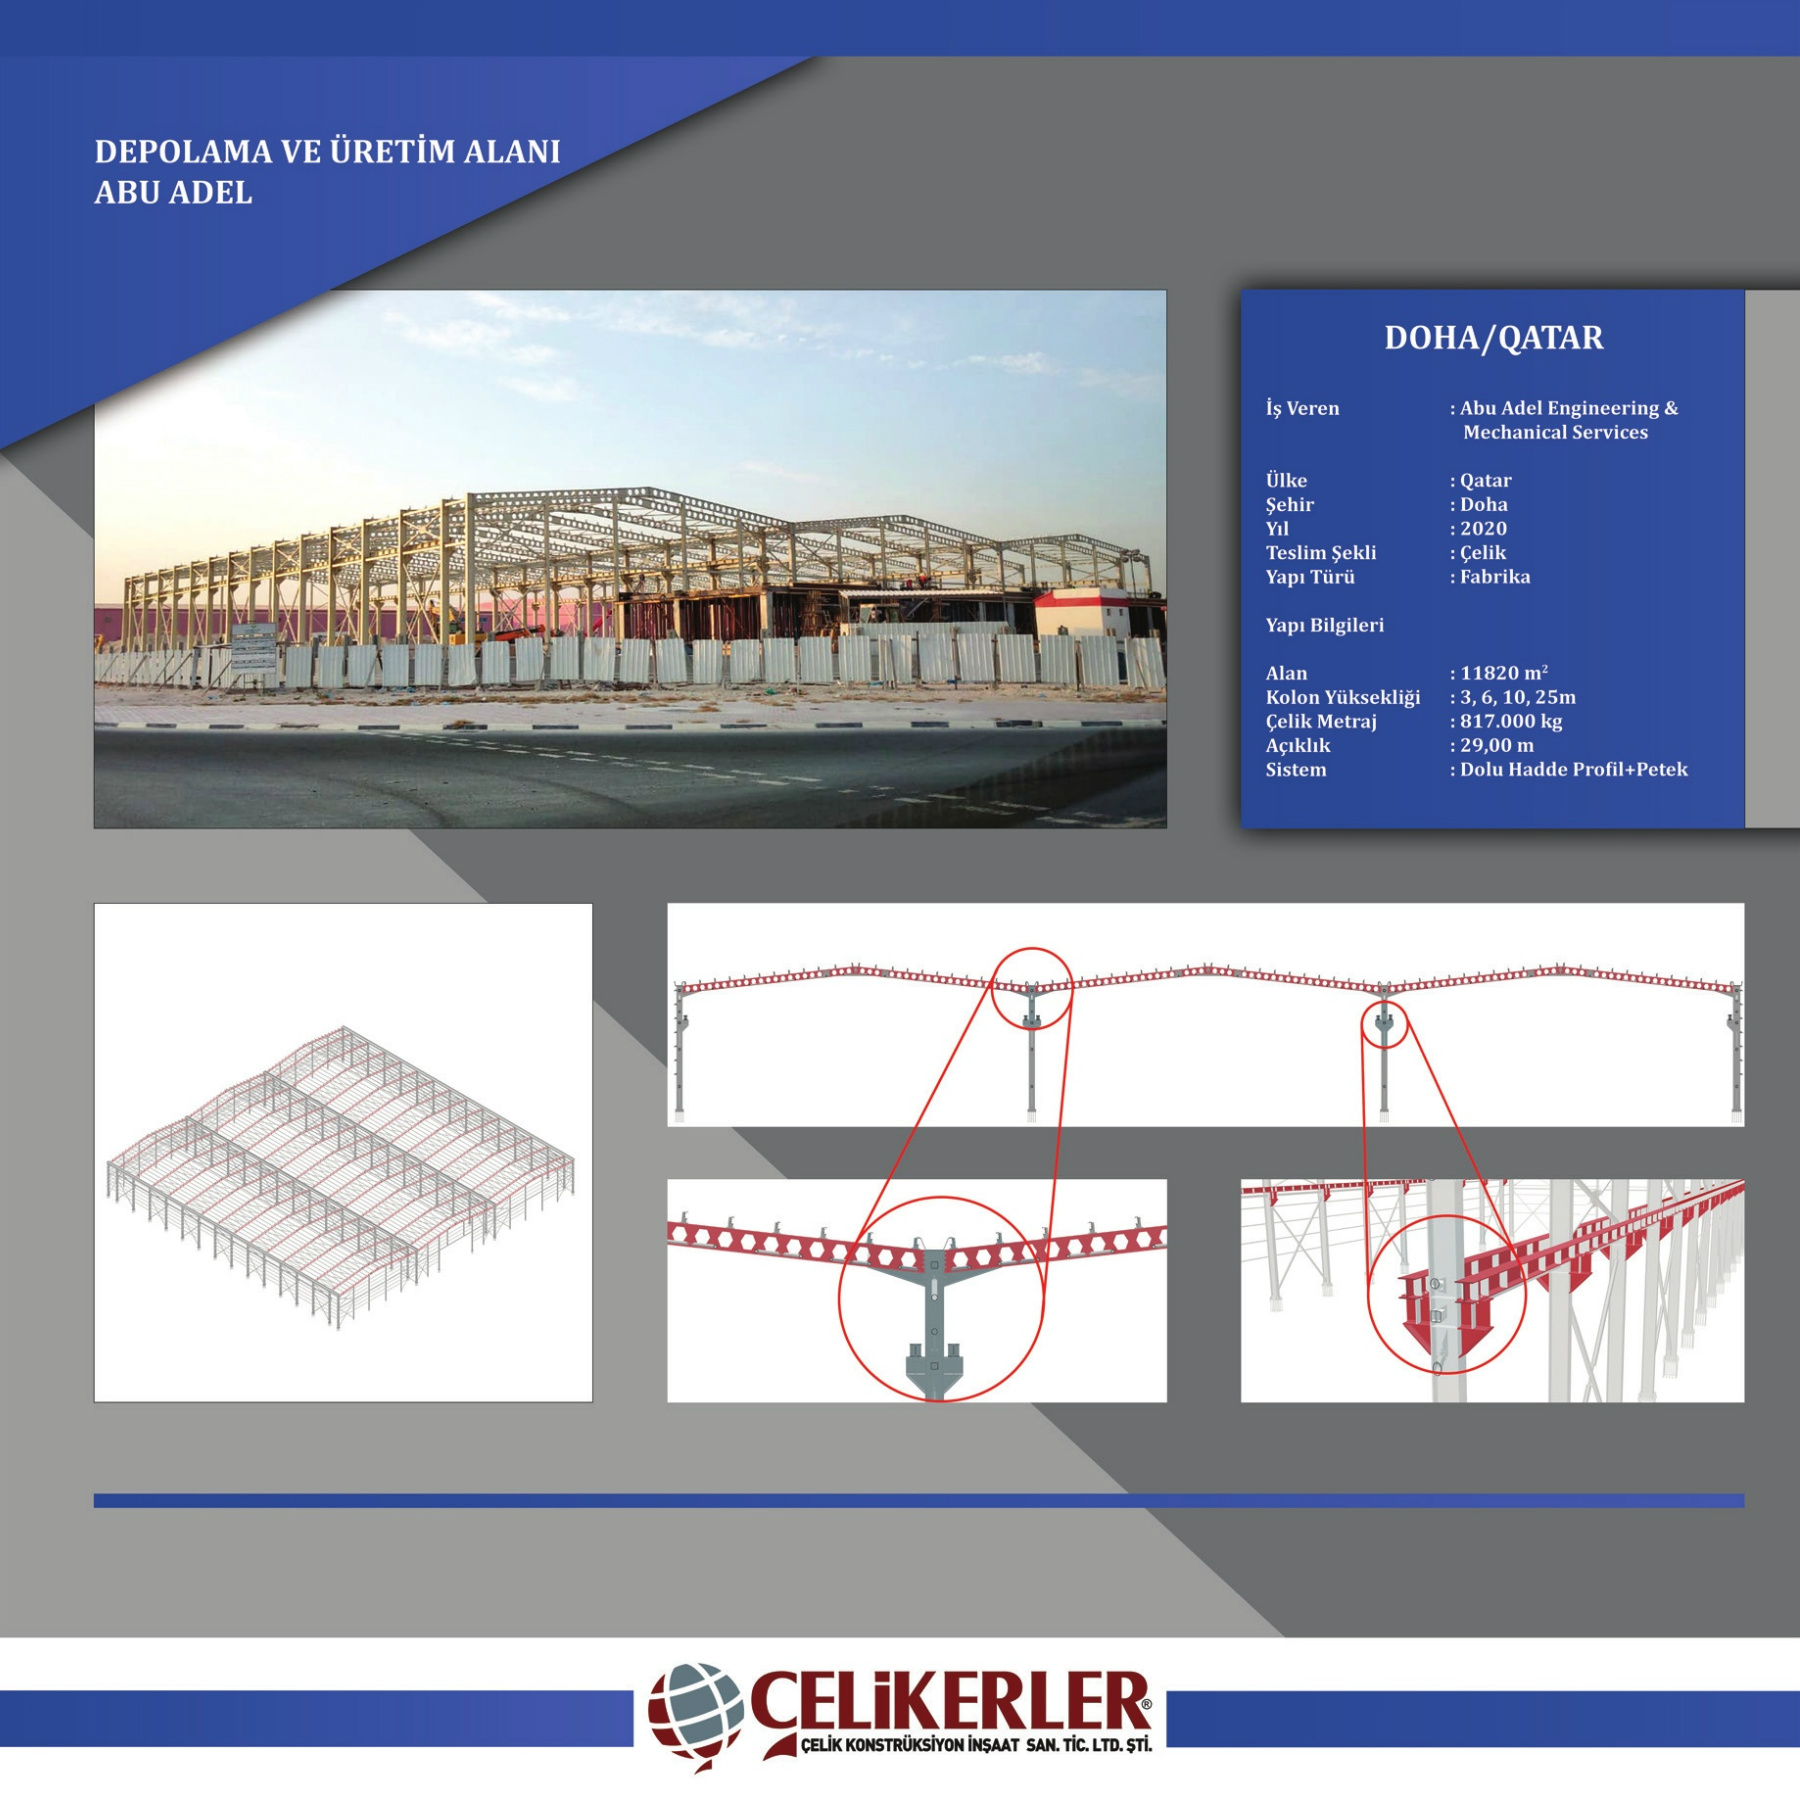 DEPOLAMA VE ÜRETİM ALANI
ABU ADEL
DOHA/QATAR
İş Veren : Abu Adel Engineering &
Mechanical Services
Ülke : Qatar
Şehir : Doha
Yıl : 2020
Teslim Şekli : Çelik
Yapı Türü : Fabrika
Yapı Bilgileri
Alan : 11820 m²
Kolon Yüksekliği : 3, 6, 10, 25m
Çelik Metraj : 817.000 kg
Açıklık : 29,00 m
Sistem : Dolu Hadde Profil+Petek
ÇELiKERLER®
ÇELİK KONSTRÜKSİYON İNŞAAT SAN. TİC. LTD. ŞTİ.